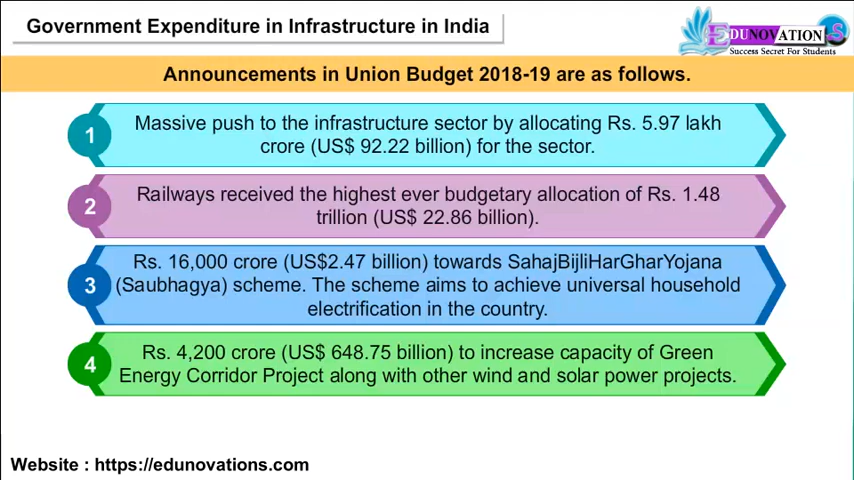 Government Expenditure in Infrastructure in India
EDUNOVATIONS
Success Secret For Students
Announcements in Union Budget 2018-19 are as follows.
1
Massive push to the infrastructure sector by allocating Rs. 5.97 lakh
crore (US$ 92.22 billion) for the sector.
2
Railways received the highest ever budgetary allocation of Rs. 1.48
trillion (US$ 22.86 billion).
3
Rs. 16,000 crore (US$2.47 billion) towards SahajBijliHarGharYojana
(Saubhagya) scheme. The scheme aims to achieve universal household
electrification in the country.
4
Rs. 4,200 crore (US$ 648.75 billion) to increase capacity of Green
Energy Corridor Project along with other wind and solar power projects.
Website : https://edunovations.com